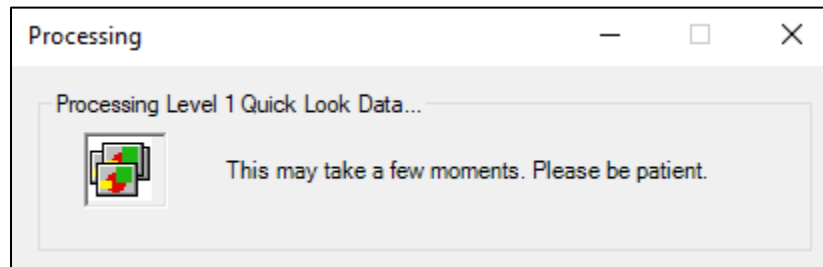 Processing
Processing Level 1 Quick Look Data...
This may take a few moments. Please be patient.